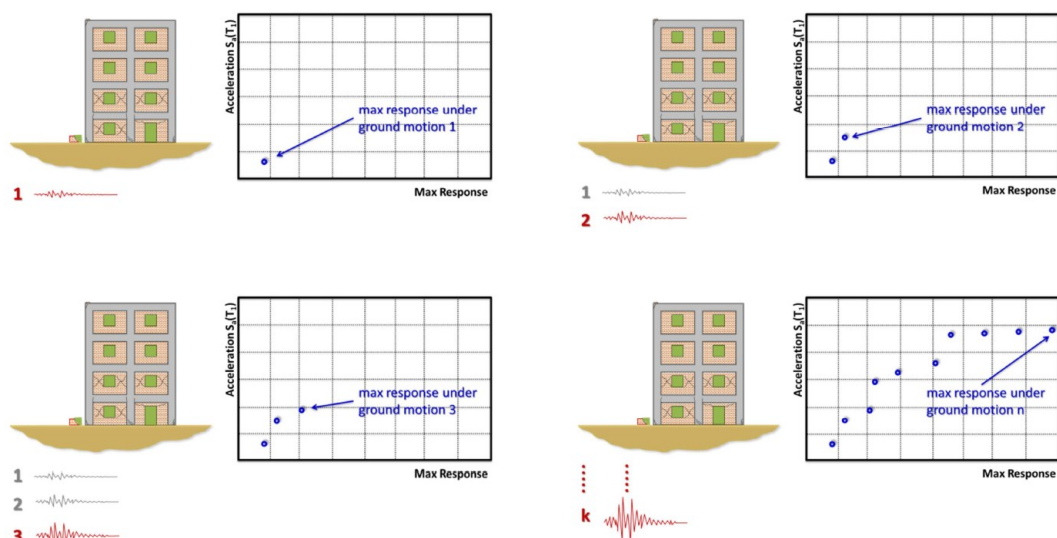 Acceleration Sₐ(T₁)
max response under
ground motion 1
Max Response
1
Acceleration Sₐ(T₁)
max response under
ground motion 2
Max Response
1
2
Acceleration Sₐ(T₁)
max response under
ground motion 3
Max Response
1
2
3
Acceleration Sₐ(T₁)
max response under
ground motion n
Max Response
k